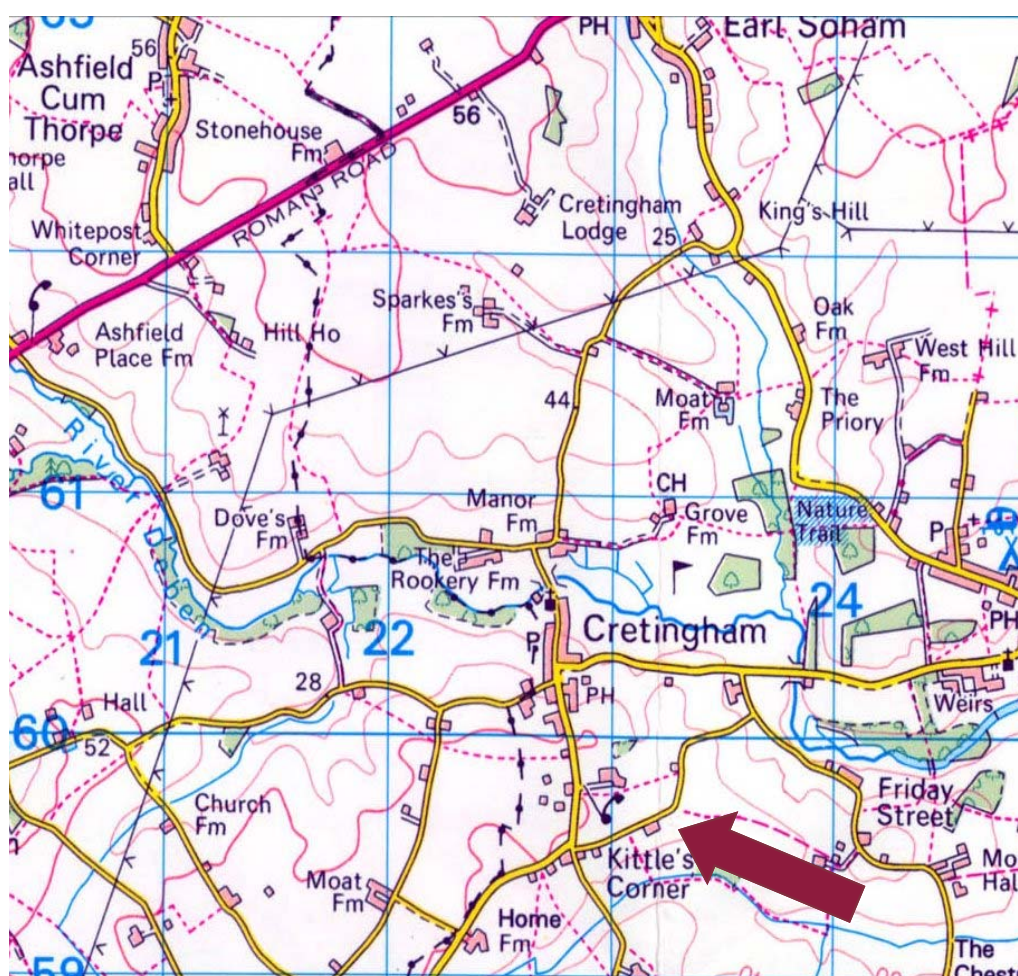 PH
Earl Soham
56
Ashfield
Cum
Thorpe
P
Stonehouse
Fm
56
ROMAN ROAD
Cretingham
Lodge
King's Hill
Whitepost
Corner
25
Sparkes's
Fm
Oak
Fm
Ashfield
Place Fm
Hill Ho
West Hill
Fm
44
Moat
Fm
The
Priory
River Deben
61
CH
Manor
Fm
Grove
Fm
Nature
Trail
P
Dove's
Fm
The
Rookery Fm
24
21
22
P
Cretingham
PH
28
PH
Hall
Weirs
60
52
Church
Fm
Friday
Street
Kittle's
Corner
Moat
Fm
Home
Fm
The
59